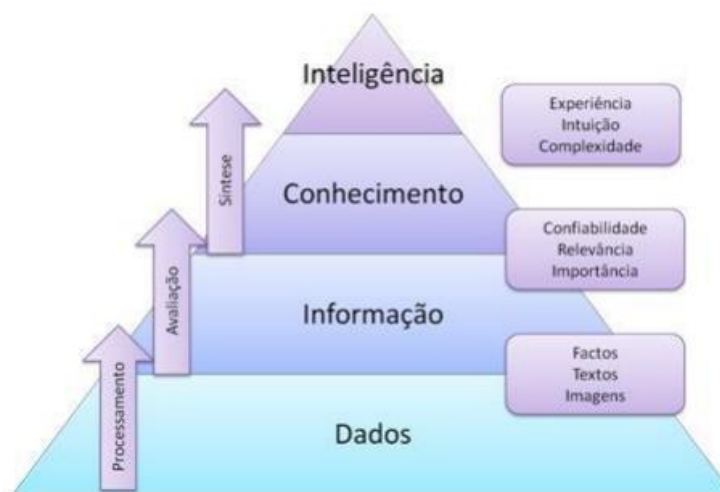 Inteligência
Experiência
Intuição
Complexidade
Síntese
Conhecimento
Confiabilidade
Relevância
Importância
Avaliação
Informação
Factos
Textos
Imagens
Processamento
Dados